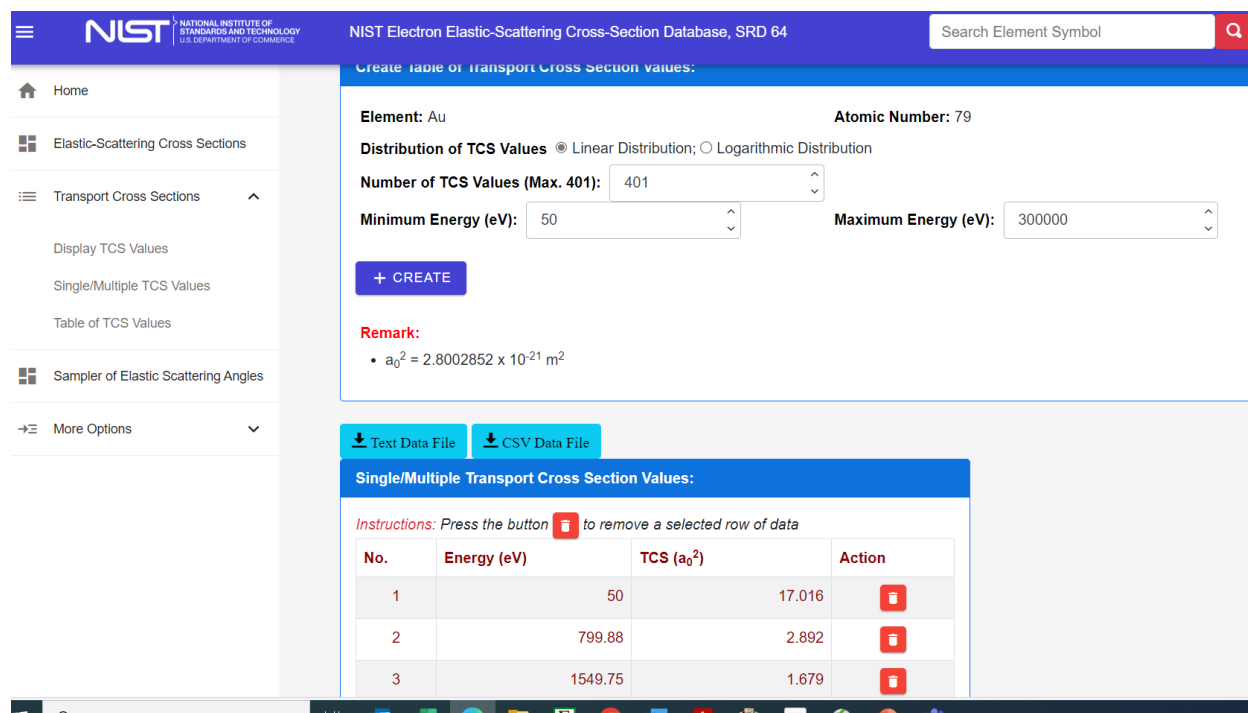 NIST NATIONAL INSTITUTE OF
STANDARDS AND TECHNOLOGY
U.S. DEPARTMENT OF COMMERCE
NIST Electron Elastic-Scattering Cross-Section Database, SRD 64
Search Element Symbol
Home
Elastic-Scattering Cross Sections
Transport Cross Sections
Display TCS Values
Single/Multiple TCS Values
Table of TCS Values
Sampler of Elastic Scattering Angles
More Options
Create Table of Transport Cross Section Values:
Element: Au Atomic Number: 79
Distribution of TCS Values Linear Distribution; Logarithmic Distribution
Number of TCS Values (Max. 401): 401
Minimum Energy (eV): 50 Maximum Energy (eV): 300000
+ CREATE
Remark:
• a₀² = 2.8002852 x 10⁻²¹ m²
Text Data File CSV Data File
Single/Multiple Transport Cross Section Values:
Instructions: Press the button to remove a selected row of data
No. Energy (eV) TCS (a₀²) Action
1 50 17.016
2 799.88 2.892
3 1549.75 1.679